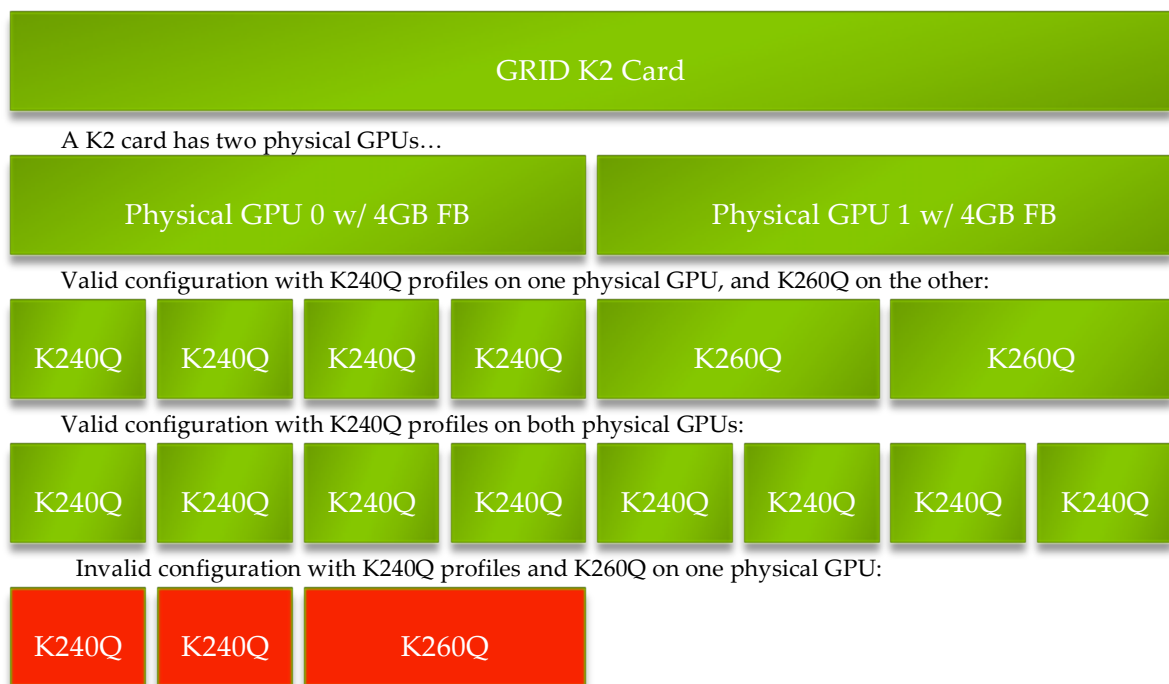 GRID K2 Card
A K2 card has two physical GPUs…
Physical GPU 0 w/ 4GB FB Physical GPU 1 w/ 4GB FB
Valid configuration with K240Q profiles on one physical GPU, and K260Q on the other:
K240Q K240Q K240Q K240Q K260Q K260Q
Valid configuration with K240Q profiles on both physical GPUs:
K240Q K240Q K240Q K240Q K240Q K240Q K240Q K240Q
Invalid configuration with K240Q profiles and K260Q on one physical GPU:
K240Q K240Q K260Q